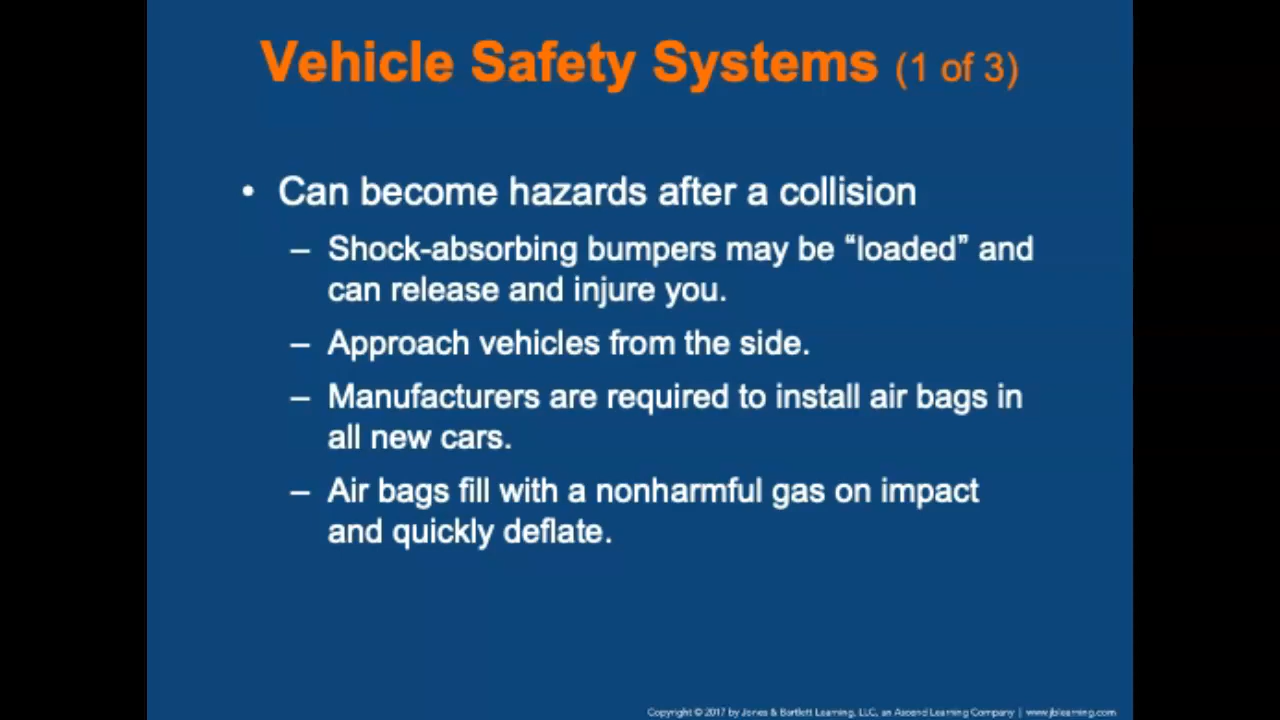 Vehicle Safety Systems (1 of 3)
• Can become hazards after a collision
– Shock-absorbing bumpers may be “loaded” and
can release and injure you.
– Approach vehicles from the side.
– Manufacturers are required to install air bags in
all new cars.
– Air bags fill with a nonharmful gas on impact
and quickly deflate.
Copyright © 2017 by Jones & Bartlett Learning, LLC, an Ascend Learning Company | www.jblearning.com